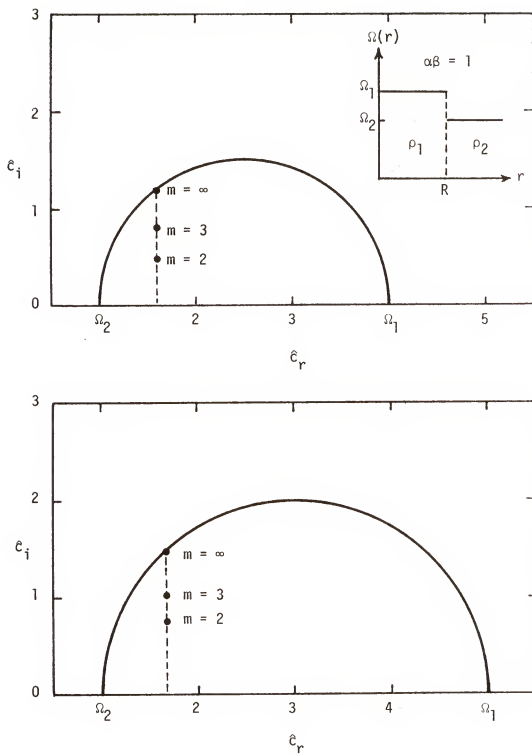 3
Ω(r)
αβ = 1
Ω₁
2
Ω₂
ρ₁ ρ₂
ĉᵢ
R r
m = ∞
1
m = 3
m = 2
0
Ω₂ 2 3 Ω₁ 5
ĉᵣ
3
2
ĉᵢ
m = ∞
1
m = 3
m = 2
0
Ω₂ 2 3 4 Ω₁
ĉᵣ